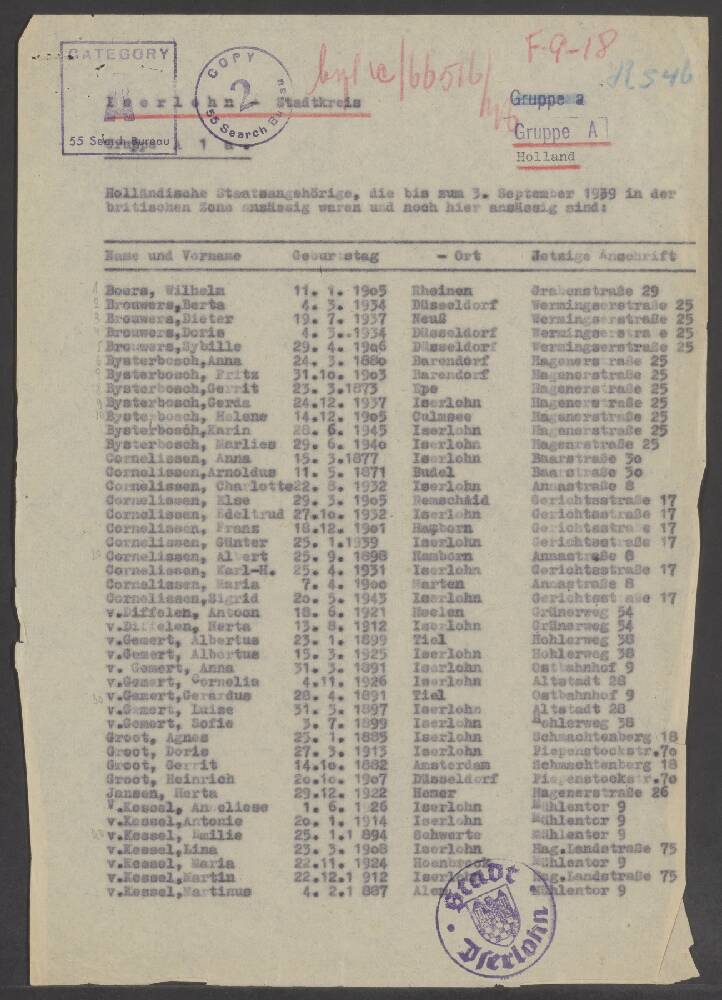 CATEGORY
55 Search Bureau
COPY
2
55 Search
F-9-18
Iserlohn - Stadtkreis
Gruppe a
Gruppe A
Holland
Gruppe A 1 a.
Holländische Staatsangehörige, die bis zum 3. September 1939 in der
britischen Zone ansässig waren und noch hier ansässig sind:
Name und Vorname Geburtstag - Ort Jetzige Anschrift
Boers, Wilhelm 11. 1. 1905 Rheinen Grabenstraße 29
Brouwers,Berta 4. 3. 1934 Düsseldorf Wermingserstraße 25
Brouwers,Dieter 19. 7. 1937 Neuß Wermingserstraße 25
Brouwers,Doris 4. 3. 1934 Düsseldorf Wermingserstraße 25
Brouwers,Sybille 29. 4. 1906 Düsseldorf Wermingserstraße 25
Bysterbosch,Anna 24. 3. 1880 Barendorf Hagenerstraße 25
Bysterbosch, Fritz 31.10. 1903 Barendorf Hagenerstraße 25
Bysterbosch,Gerrit 23. 3.1873 Epe Hagenerstraße 25
Bysterbosch,Gerda 24.12. 1937 Iserlohn Hagenerstraße 25
Bysterbosch, Helene 14.12. 1905 Culmsee Hagenerstraße 25
Bysterbosch,Karin 28. 6. 1945 Iserlohn Hagenerstraße 25
Bysterbosch, Marlies 29. 6. 1940 Iserlohn Hagenerstraße 25
Cornelissen, Anna 15. 3.1877 Iserlohn Baarstraße 30
Cornelissen,Arnoldus 11. 5. 1871 Budel Baarstraße 30
Cornelissen, Charlotte 22. 8. 1932 Iserlohn Annastraße 8
Cornelissen, Else 29. 3. 1905 Remscheid Gerichtsstraße 17
Cornelissen, Edeltrud 27.10. 1932 Iserlohn Gerichtsstraße 17
Cornelissen, Frans 18.12. 1901 Hamborn Gerichtsstraße 17
Cornelissen, Günter 25. 1.1939 Iserlohn Gerichtsstraße 17
Cornelissen, Albert 25. 9. 1898 Hamborn Annastraße 8
Cornelissen, Karl-H. 25. 4. 1931 Iserlohn Gerichtsstraße 17
Cornelissen, Maria 7. 4. 1900 Marten Annastraße 8
Cornelissen,Sigrid 20. 5. 1943 Iserlohn Gerichtsstraße 17
v.Diffelen, Antoon 18. 6. 1921 Heelen Grünerweg 54
v.Diffelen, Herta 13. 8. 1912 Iserlohn Grünerweg 54
v.Gemert, Albertus 23. 1. 1899 Tiel Hohlerweg 38
v.Gemert, Albertus 15. 3. 1925 Iserlohn Hohlerweg 38
v. Gemert, Anna 31. 3. 1891 Iserlohn Ostbahnhof 9
v.Gemert, Cornelia 4.11. 1926 Iserlohn Altstadt 28
v.Gemert,Gerardus 28. 4. 1891 Tiel Ostbahnhof 9
v.Gemert, Luise 31. 5. 1897 Iserlohn Altstadt 28
v.Gemert, Sofie 3. 7. 1899 Iserlohn Hohlerweg 38
Groot, Agnes 25. 1. 1885 Iserlohn Schmachtenberg 18
Groot, Doris 27. 3. 1913 Iserlohn Piepenstockstr.70
Groot, Gerrit 14.10. 1882 Amsterdam Schmachtenberg 18
Groot, Heinrich 20.10. 1907 Düsseldorf Piepenstockstr.70
Jansen, Herta 29.12. 1922 Hemer Hagenerstraße 26
V.Kessel, Anneliese 1. 6. 1926 Iserlohn Mühlentor 9
v.Kessel,Antonie 20. 1. 1914 Iserlohn Mühlentor 9
v.Kessel, Emilie 25. 1.1894 Schwerte Mühlentor 9
v.Kessel,Lina 23. 3. 1908 Iserlohn Hag.Landstraße 75
v.Kessel, Maria 22.11. 1924 Hoenbroek Mühlentor 9
v.Kessel,Martin 22.12.1912 Iserlohn Hag.Landstraße 75
v.Kessel,Martinus 4. 2.1887 Mühlentor 9
Stadt
Iserlohn